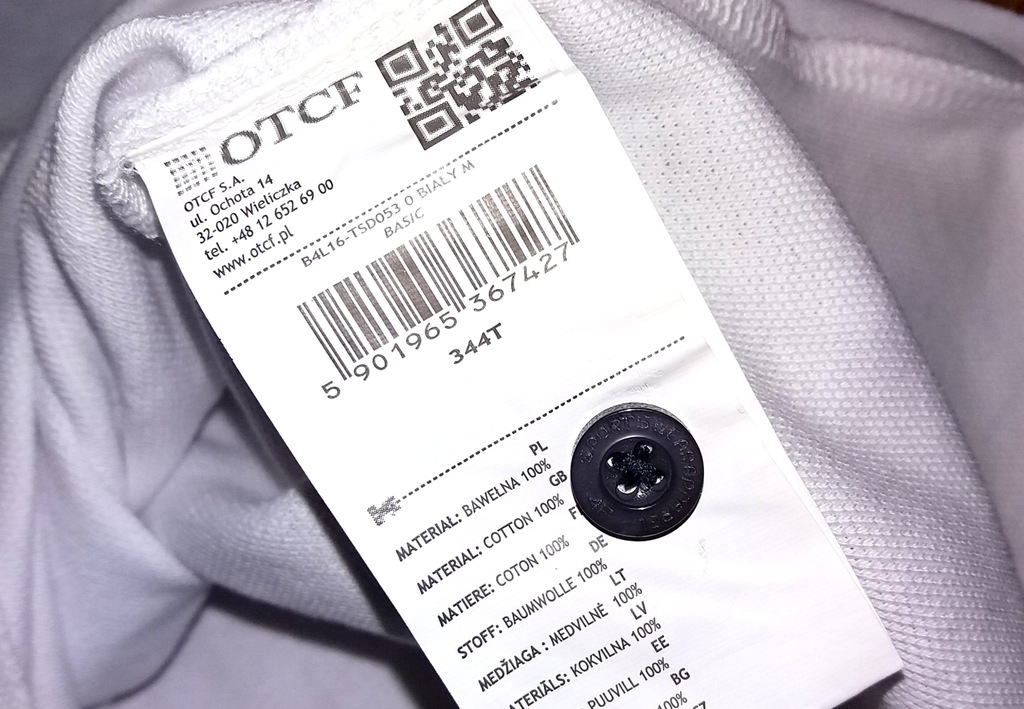 OTCF
OTCF S.A.
ul. Ochota 14
32-020 Wieliczka
tel. +48 12 652 69 00
www.otcf.pl
B4L16-TSD053 0 BIAŁY M
BASIC
5 901965 367427
344T
PL
MATERIAL: BAWEŁNA 100%
GB
MATERIAL: COTTON 100%
F
MATIERE: COTON 100%
DE
STOFF: BAUMWOLLE 100%
LT
MEDŽIAGA : MEDVILNĖ 100%
LV
ATERIĀLS: KOKVILNA 100%
EE
PUUVILL 100%
BG
100%